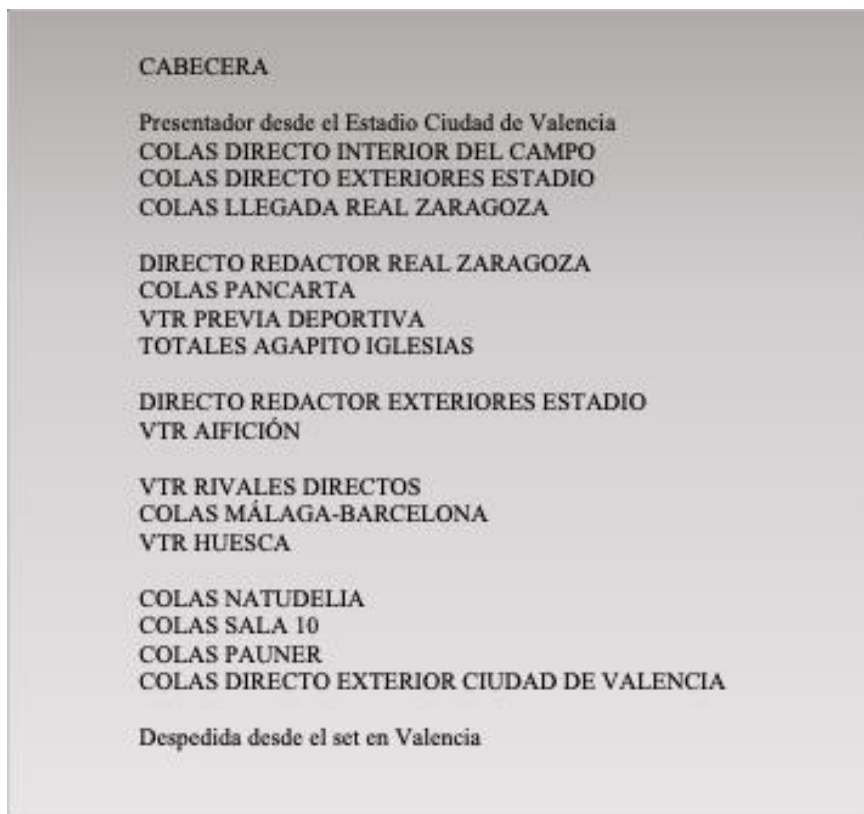 CABECERA
Presentador desde el Estadio Ciudad de Valencia
COLAS DIRECTO INTERIOR DEL CAMPO
COLAS DIRECTO EXTERIORES ESTADIO
COLAS LLEGADA REAL ZARAGOZA
DIRECTO REDACTOR REAL ZARAGOZA
COLAS PANCARTA
VTR PREVIA DEPORTIVA
TOTALES AGAPITO IGLESIAS
DIRECTO REDACTOR EXTERIORES ESTADIO
VTR AIFICIÓN
VTR RIVALES DIRECTOS
COLAS MÁLAGA-BARCELONA
VTR HUESCA
COLAS NATUDELIA
COLAS SALA 10
COLAS PAUNER
COLAS DIRECTO EXTERIOR CIUDAD DE VALENCIA
Despedida desde el set en Valencia